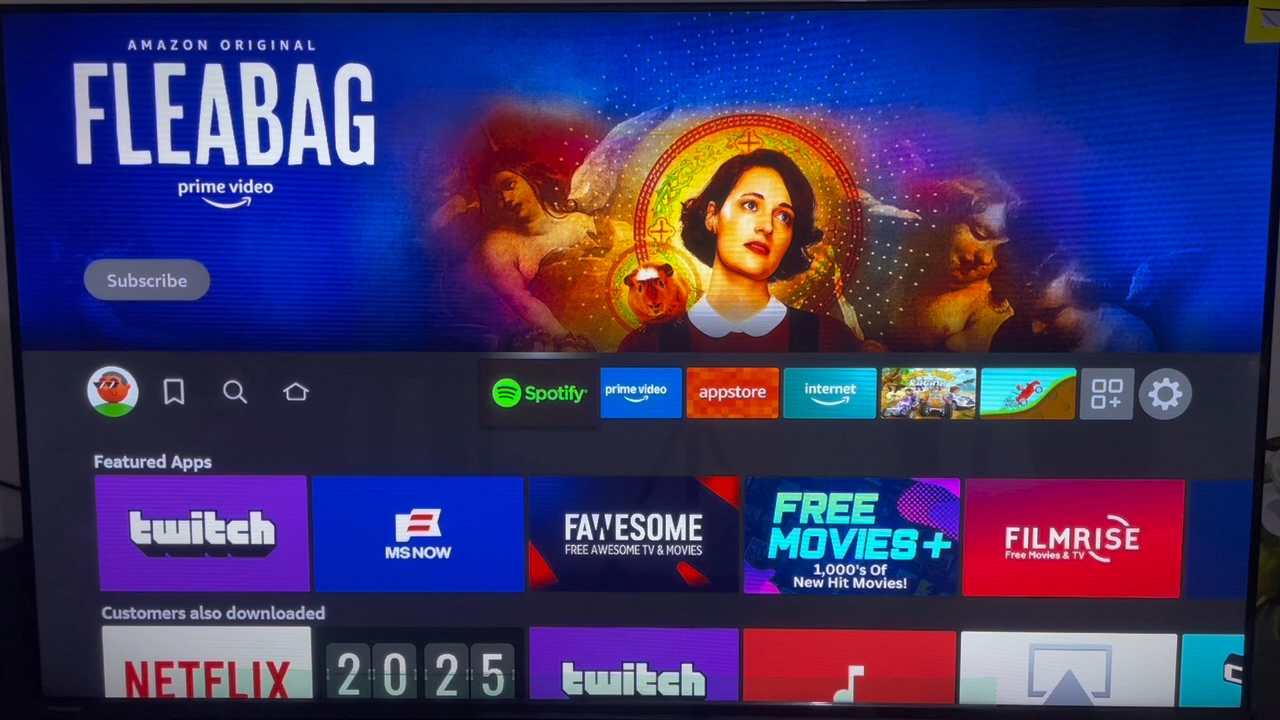 AMAZON ORIGINAL
FLEABAG
prime video
Subscribe
Spotify
prime video
appstore
internet
Featured Apps
twitch
MS NOW
FAWESOME
FREE AWESOME TV & MOVIES
FREE
MOVIES+
1,000's Of
New Hit Movies!
FILMRISE
Free Movies & TV
Customers also downloaded
NETFLIX
2025
twitch